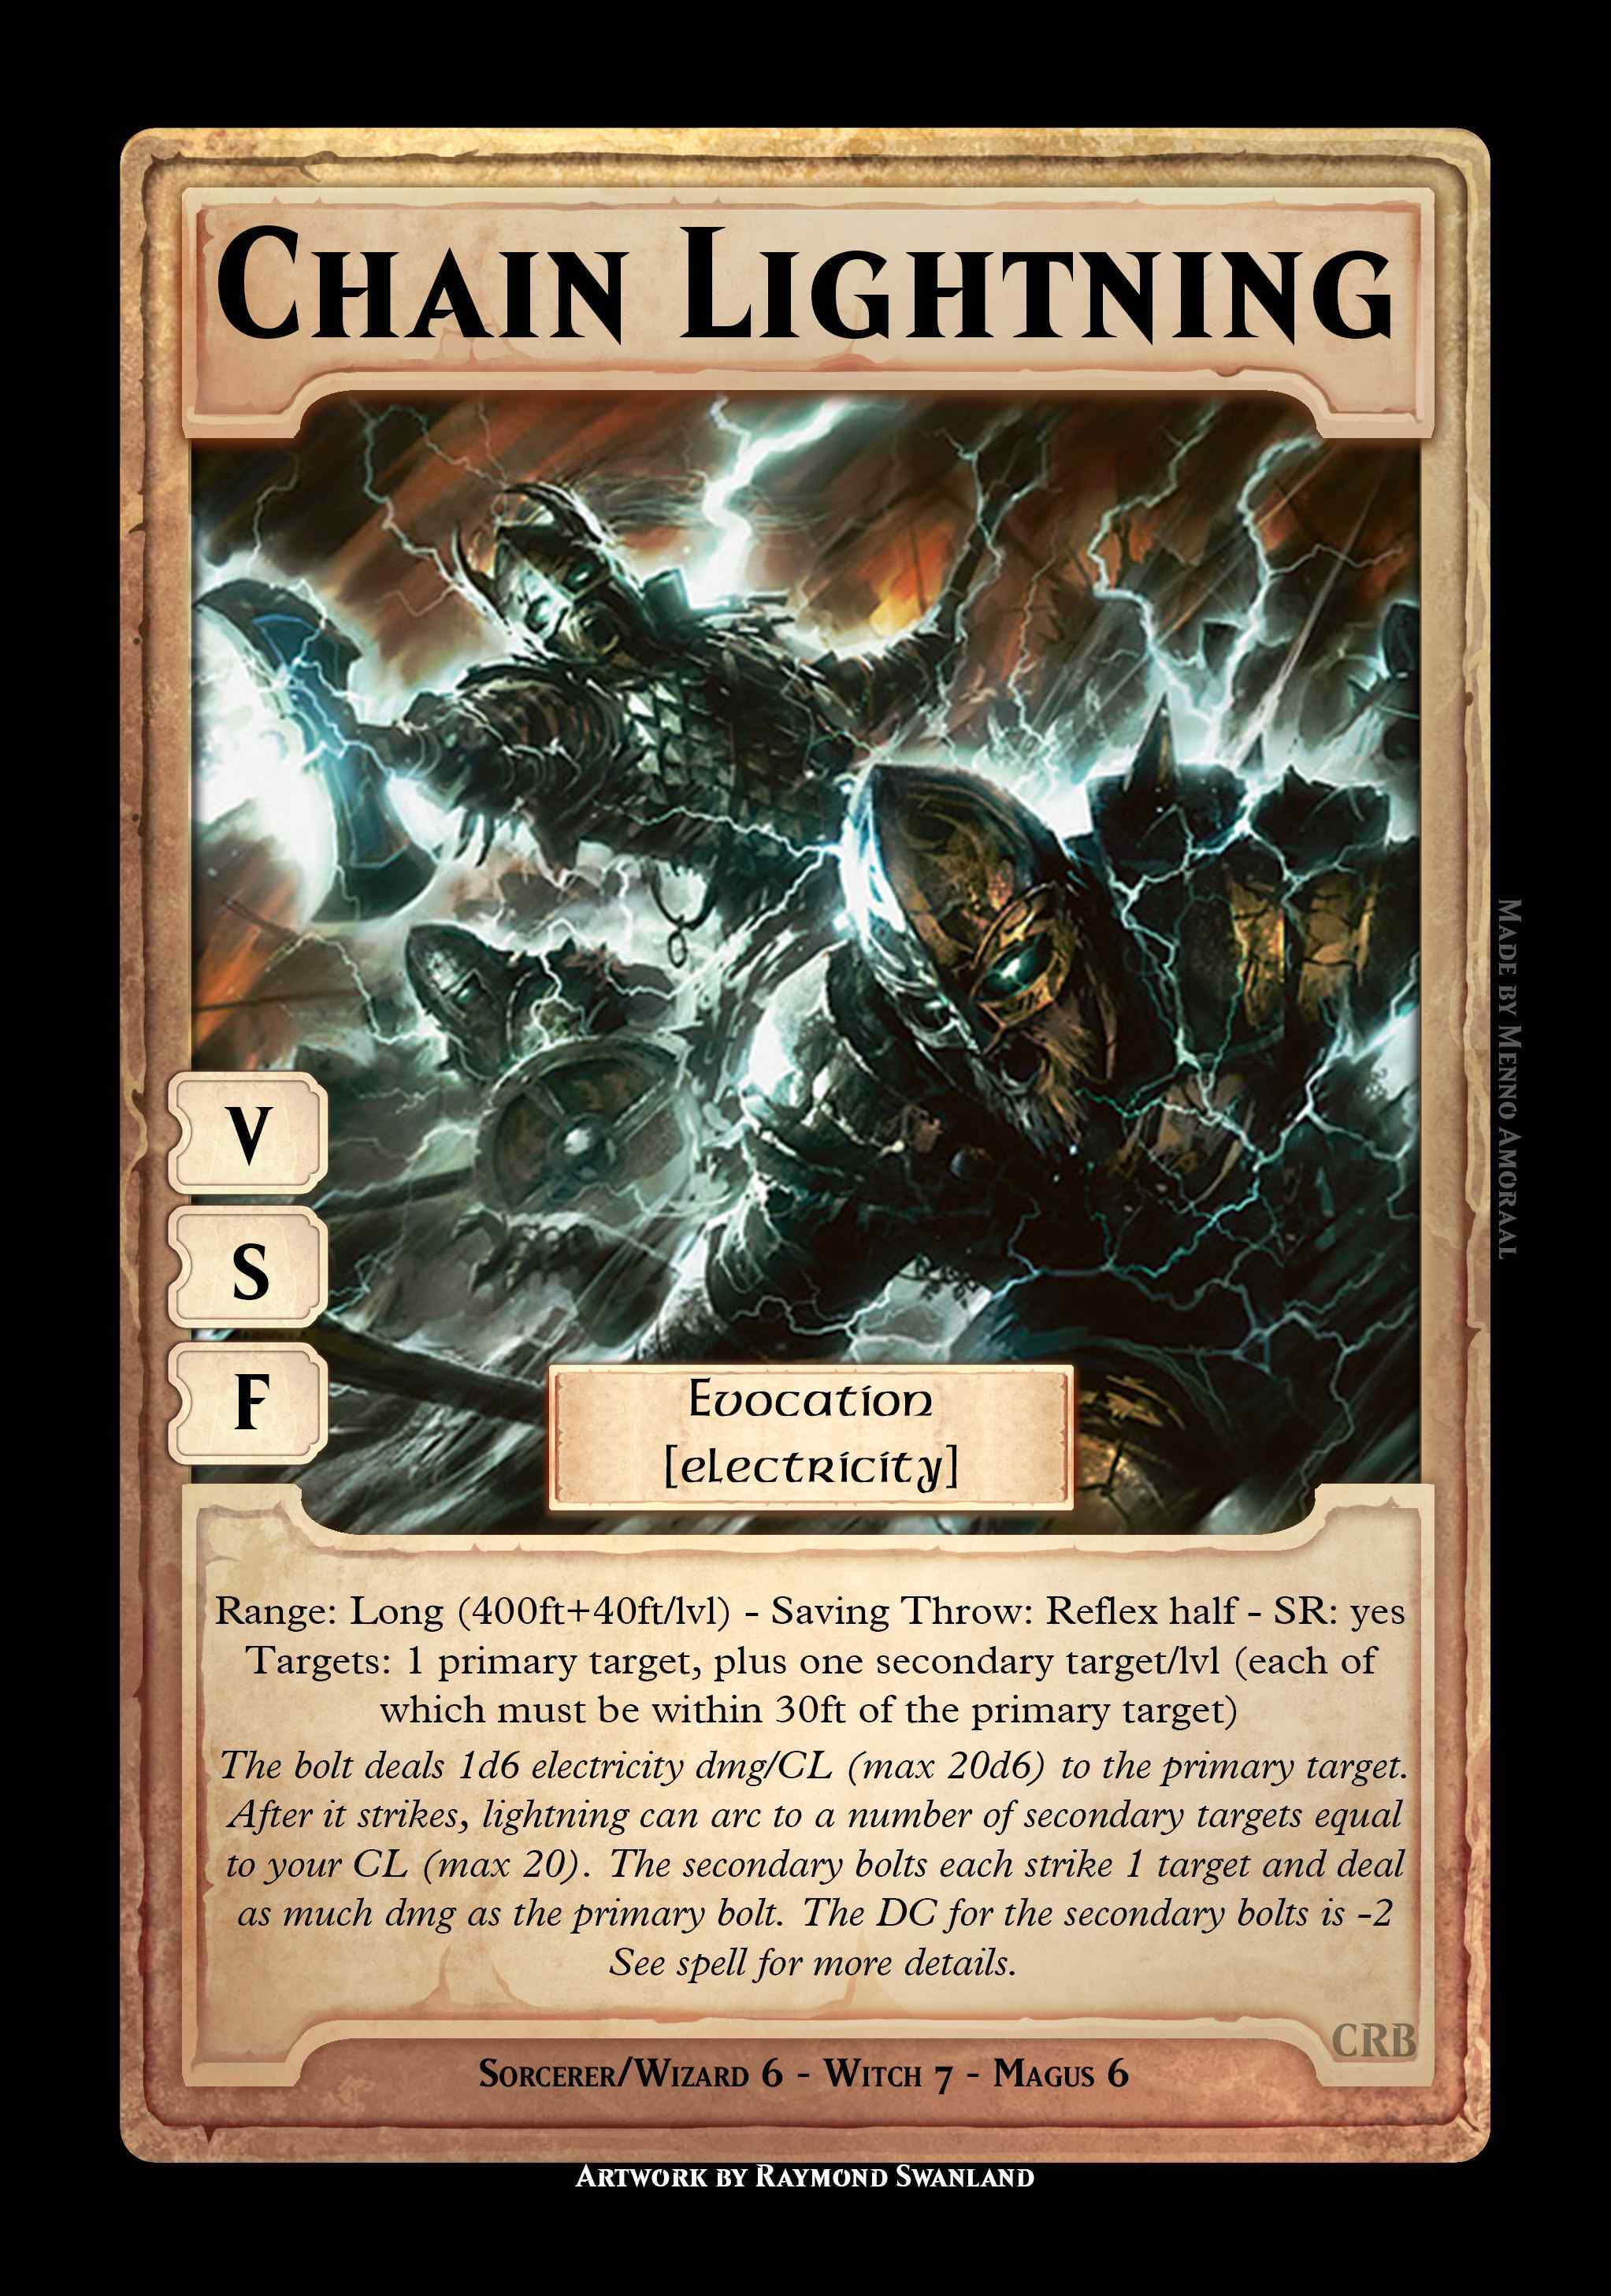 Chain Lightning
V
S
F
Evocation
[electricity]
Range: Long (400ft+40ft/lvl) - Saving Throw: Reflex half - SR: yes
Targets: 1 primary target, plus one secondary target/lvl (each of
which must be within 30ft of the primary target)
The bolt deals 1d6 electricity dmg/CL (max 20d6) to the primary target.
After it strikes, lightning can arc to a number of secondary targets equal
to your CL (max 20). The secondary bolts each strike 1 target and deal
as much dmg as the primary bolt. The DC for the secondary bolts is -2
See spell for more details.
CRB
Sorcerer/Wizard 6 - Witch 7 - Magus 6
Artwork by Raymond Swanland
Made by Menno Amoraal